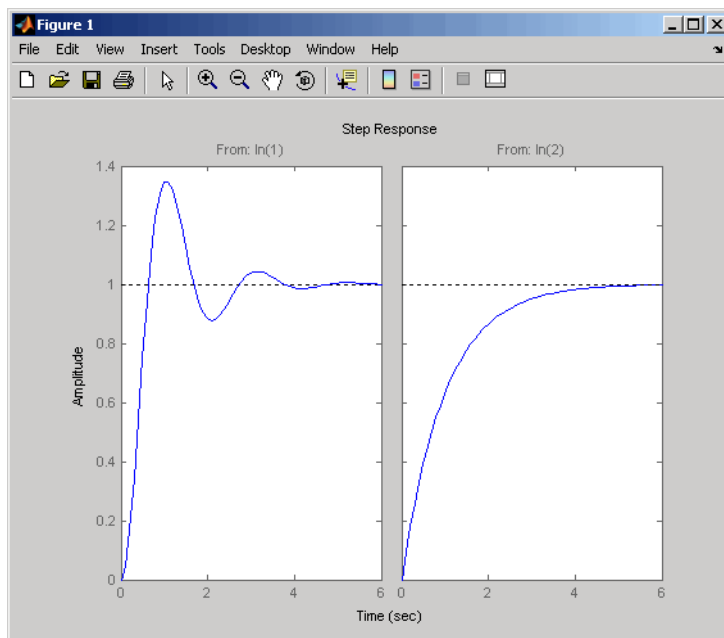 Figure 1
File Edit View Insert Tools Desktop Window Help
Step Response
From: In(1)
From: In(2)
1.4
1.2
1
0.8
0.6
0.4
0.2
0
Amplitude
0 2 4 6
0 2 4 6
Time (sec)